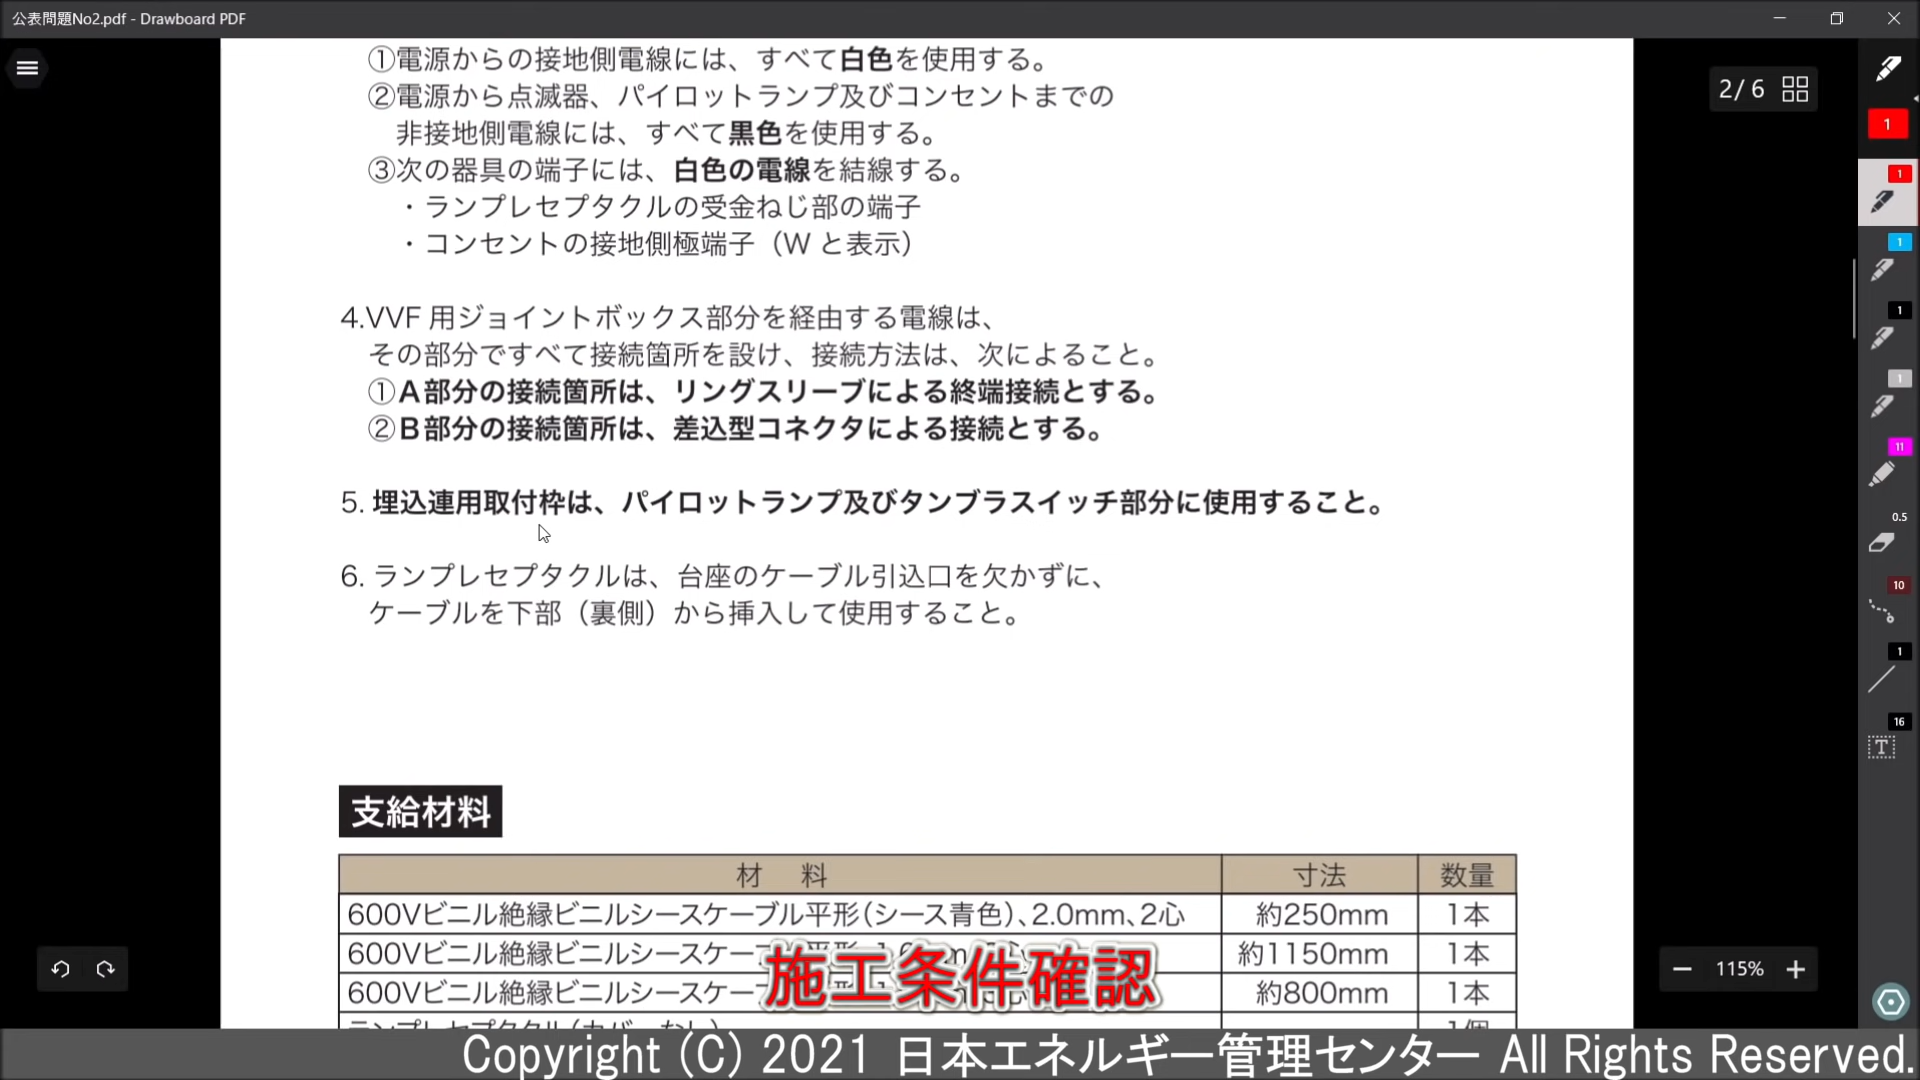 公表問題No2.pdf - Drawboard PDF
①電源からの接地側電線には、すべて白色を使用する。
②電源から点滅器、パイロットランプ及びコンセントまでの
非接地側電線には、すべて黒色を使用する。
③次の器具の端子には、白色の電線を結線する。
・ランプレセプタクルの受金ねじ部の端子
・コンセントの接地側極端子（W と表示）
4.VVF 用ジョイントボックス部分を経由する電線は、
その部分ですべて接続箇所を設け、接続方法は、次によること。
①A部分の接続箇所は、リングスリーブによる終端接続とする。
②B部分の接続箇所は、差込型コネクタによる接続とする。
5. 埋込連用取付枠は、パイロットランプ及びタンブラスイッチ部分に使用すること。
6. ランプレセプタクルは、台座のケーブル引込口を欠かずに、
ケーブルを下部（裏側）から挿入して使用すること。
支給材料
材 料 寸法 数量
600Vビニル絶縁ビニルシースケーブル平形（シース青色）、2.0mm、2心 約250mm 1本
600Vビニル絶縁ビニルシースケー 約1150mm 1本
600Vビニル絶縁ビニルシースケー 約800mm 1本
施工条件確認
2/6
1
1
1
1
1
11
0.5
10
1
16
115%
Copyright (C) 2021 日本エネルギー管理センター All Rights Reserved.